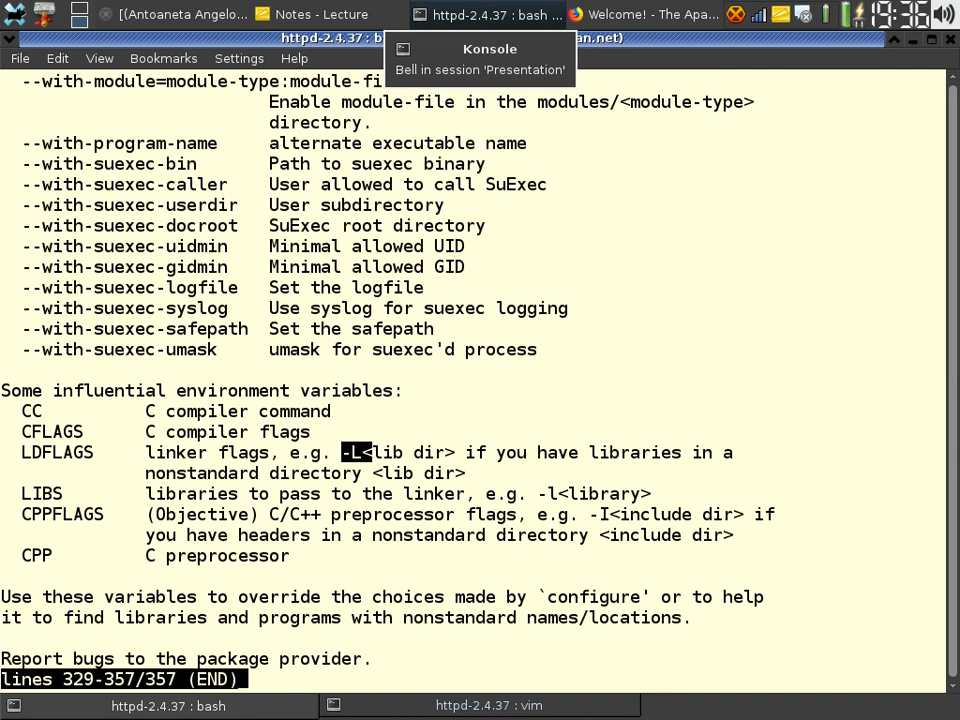 [(Antoaneta Angelo...
Notes - Lecture
httpd-2.4.37 : bash ...
Welcome! - The Apa...
19:36
httpd-2.4.37 : b
an.net)
Konsole
Bell in session 'Presentation'
File Edit View Bookmarks Settings Help
--with-module=module-type:module-fi
Enable module-file in the modules/<module-type>
directory.
--with-program-name alternate executable name
--with-suexec-bin Path to suexec binary
--with-suexec-caller User allowed to call SuExec
--with-suexec-userdir User subdirectory
--with-suexec-docroot SuExec root directory
--with-suexec-uidmin Minimal allowed UID
--with-suexec-gidmin Minimal allowed GID
--with-suexec-logfile Set the logfile
--with-suexec-syslog Use syslog for suexec logging
--with-suexec-safepath Set the safepath
--with-suexec-umask umask for suexec'd process
Some influential environment variables:
CC C compiler command
CFLAGS C compiler flags
LDFLAGS linker flags, e.g. -L<lib dir> if you have libraries in a
nonstandard directory <lib dir>
LIBS libraries to pass to the linker, e.g. -l<library>
CPPFLAGS (Objective) C/C++ preprocessor flags, e.g. -I<include dir> if
you have headers in a nonstandard directory <include dir>
CPP C preprocessor
Use these variables to override the choices made by `configure' or to help
it to find libraries and programs with nonstandard names/locations.
Report bugs to the package provider.
lines 329-357/357 (END)
httpd-2.4.37 : bash
httpd-2.4.37 : vim